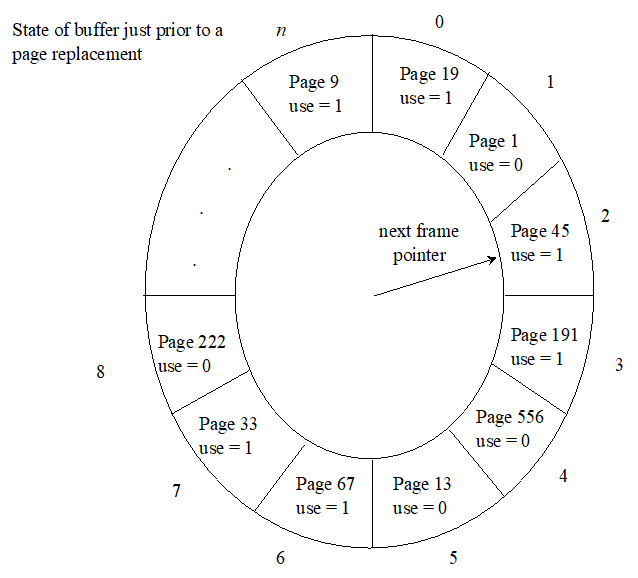 State of buffer just prior to a
page replacement
n
0
Page 9
use = 1
Page 19
use = 1
1
Page 1
use = 0
2
Page 45
use = 1
next frame
pointer
Page 191
use = 1
3
Page 556
use = 0
4
Page 13
use = 0
5
Page 67
use = 1
6
Page 33
use = 1
7
Page 222
use = 0
8